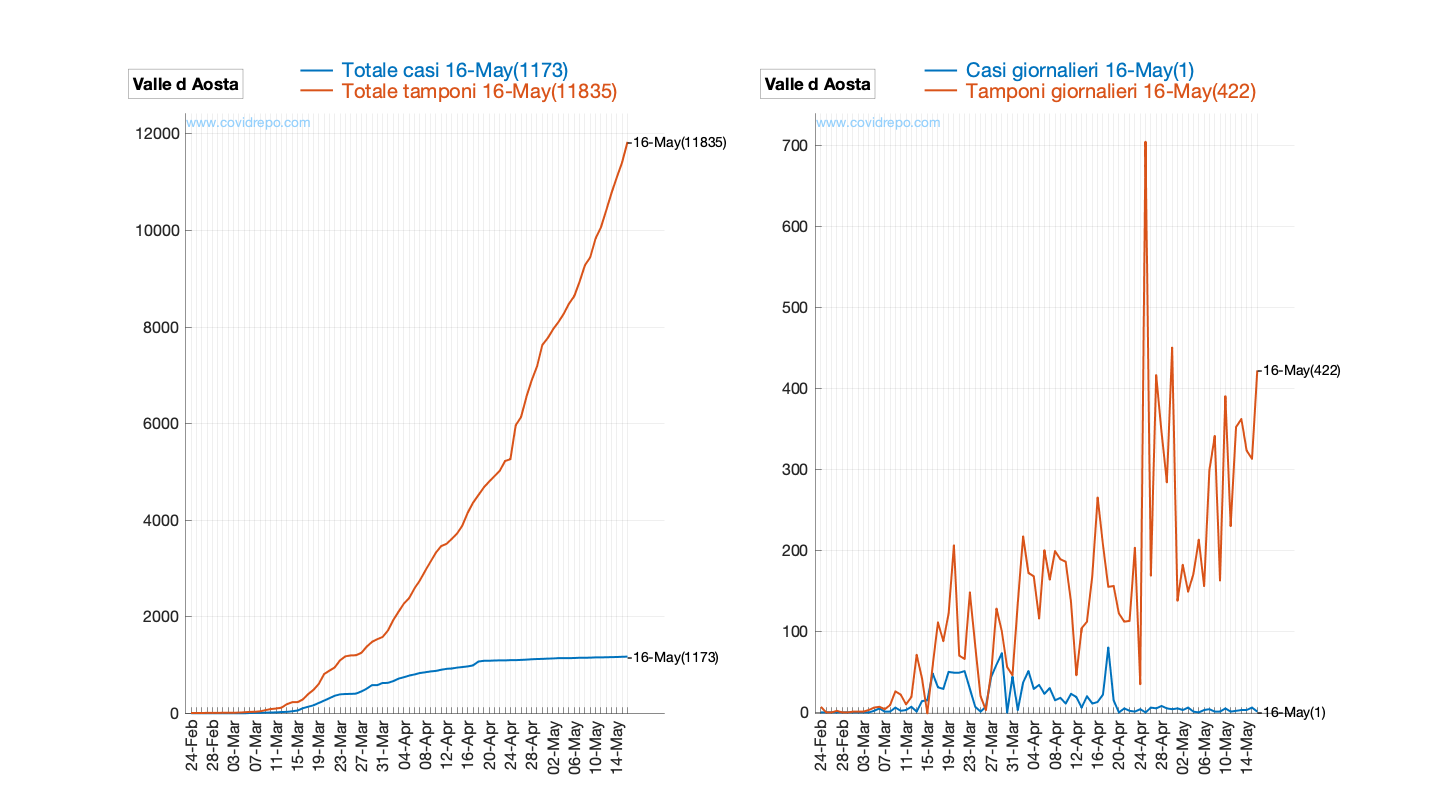 Valle d Aosta
Totale casi 16-May(1173)
Totale tamponi 16-May(11835)
www.covidrepo.com
12000
10000
8000
6000
4000
2000
0
16-May(11835)
16-May(1173)
24-Feb
28-Feb
03-Mar
07-Mar
11-Mar
15-Mar
19-Mar
23-Mar
27-Mar
31-Mar
04-Apr
08-Apr
12-Apr
16-Apr
20-Apr
24-Apr
28-Apr
02-May
06-May
10-May
14-May
Valle d Aosta
Casi giornalieri 16-May(1)
Tamponi giornalieri 16-May(422)
www.covidrepo.com
700
600
500
400
300
200
100
0
16-May(422)
16-May(1)
24-Feb
28-Feb
03-Mar
07-Mar
11-Mar
15-Mar
19-Mar
23-Mar
27-Mar
31-Mar
04-Apr
08-Apr
12-Apr
16-Apr
20-Apr
24-Apr
28-Apr
02-May
06-May
10-May
14-May